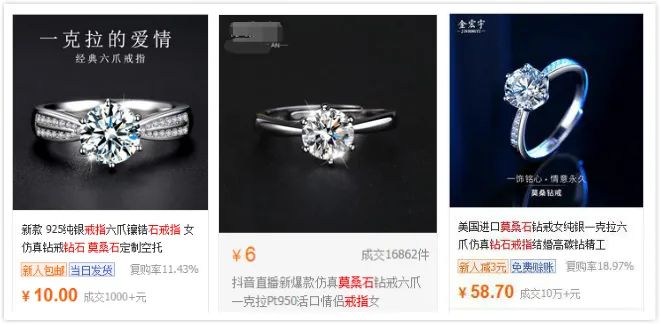 一克拉的爱情
经典六爪戒指
新款 925纯银戒指六爪镶锆石戒指 女
仿真钻戒钻石 莫桑石定制空托
新人包邮 当日发货 复购率11.43%
¥ 10.00 成交1000+元
AN
¥ 6 成交16862件
抖音直播新爆款仿真莫桑石钻戒六爪
一克拉Pt950活口情侣戒指女
金宏宇
一饰铭心·情意永久
莫桑钻戒
美国进口莫桑石钻戒女纯银一克拉六
爪仿真钻石戒指结婚高碳钻精工
新人减3元 免费赊账 复购率18.97%
¥ 58.70 成交10万+元